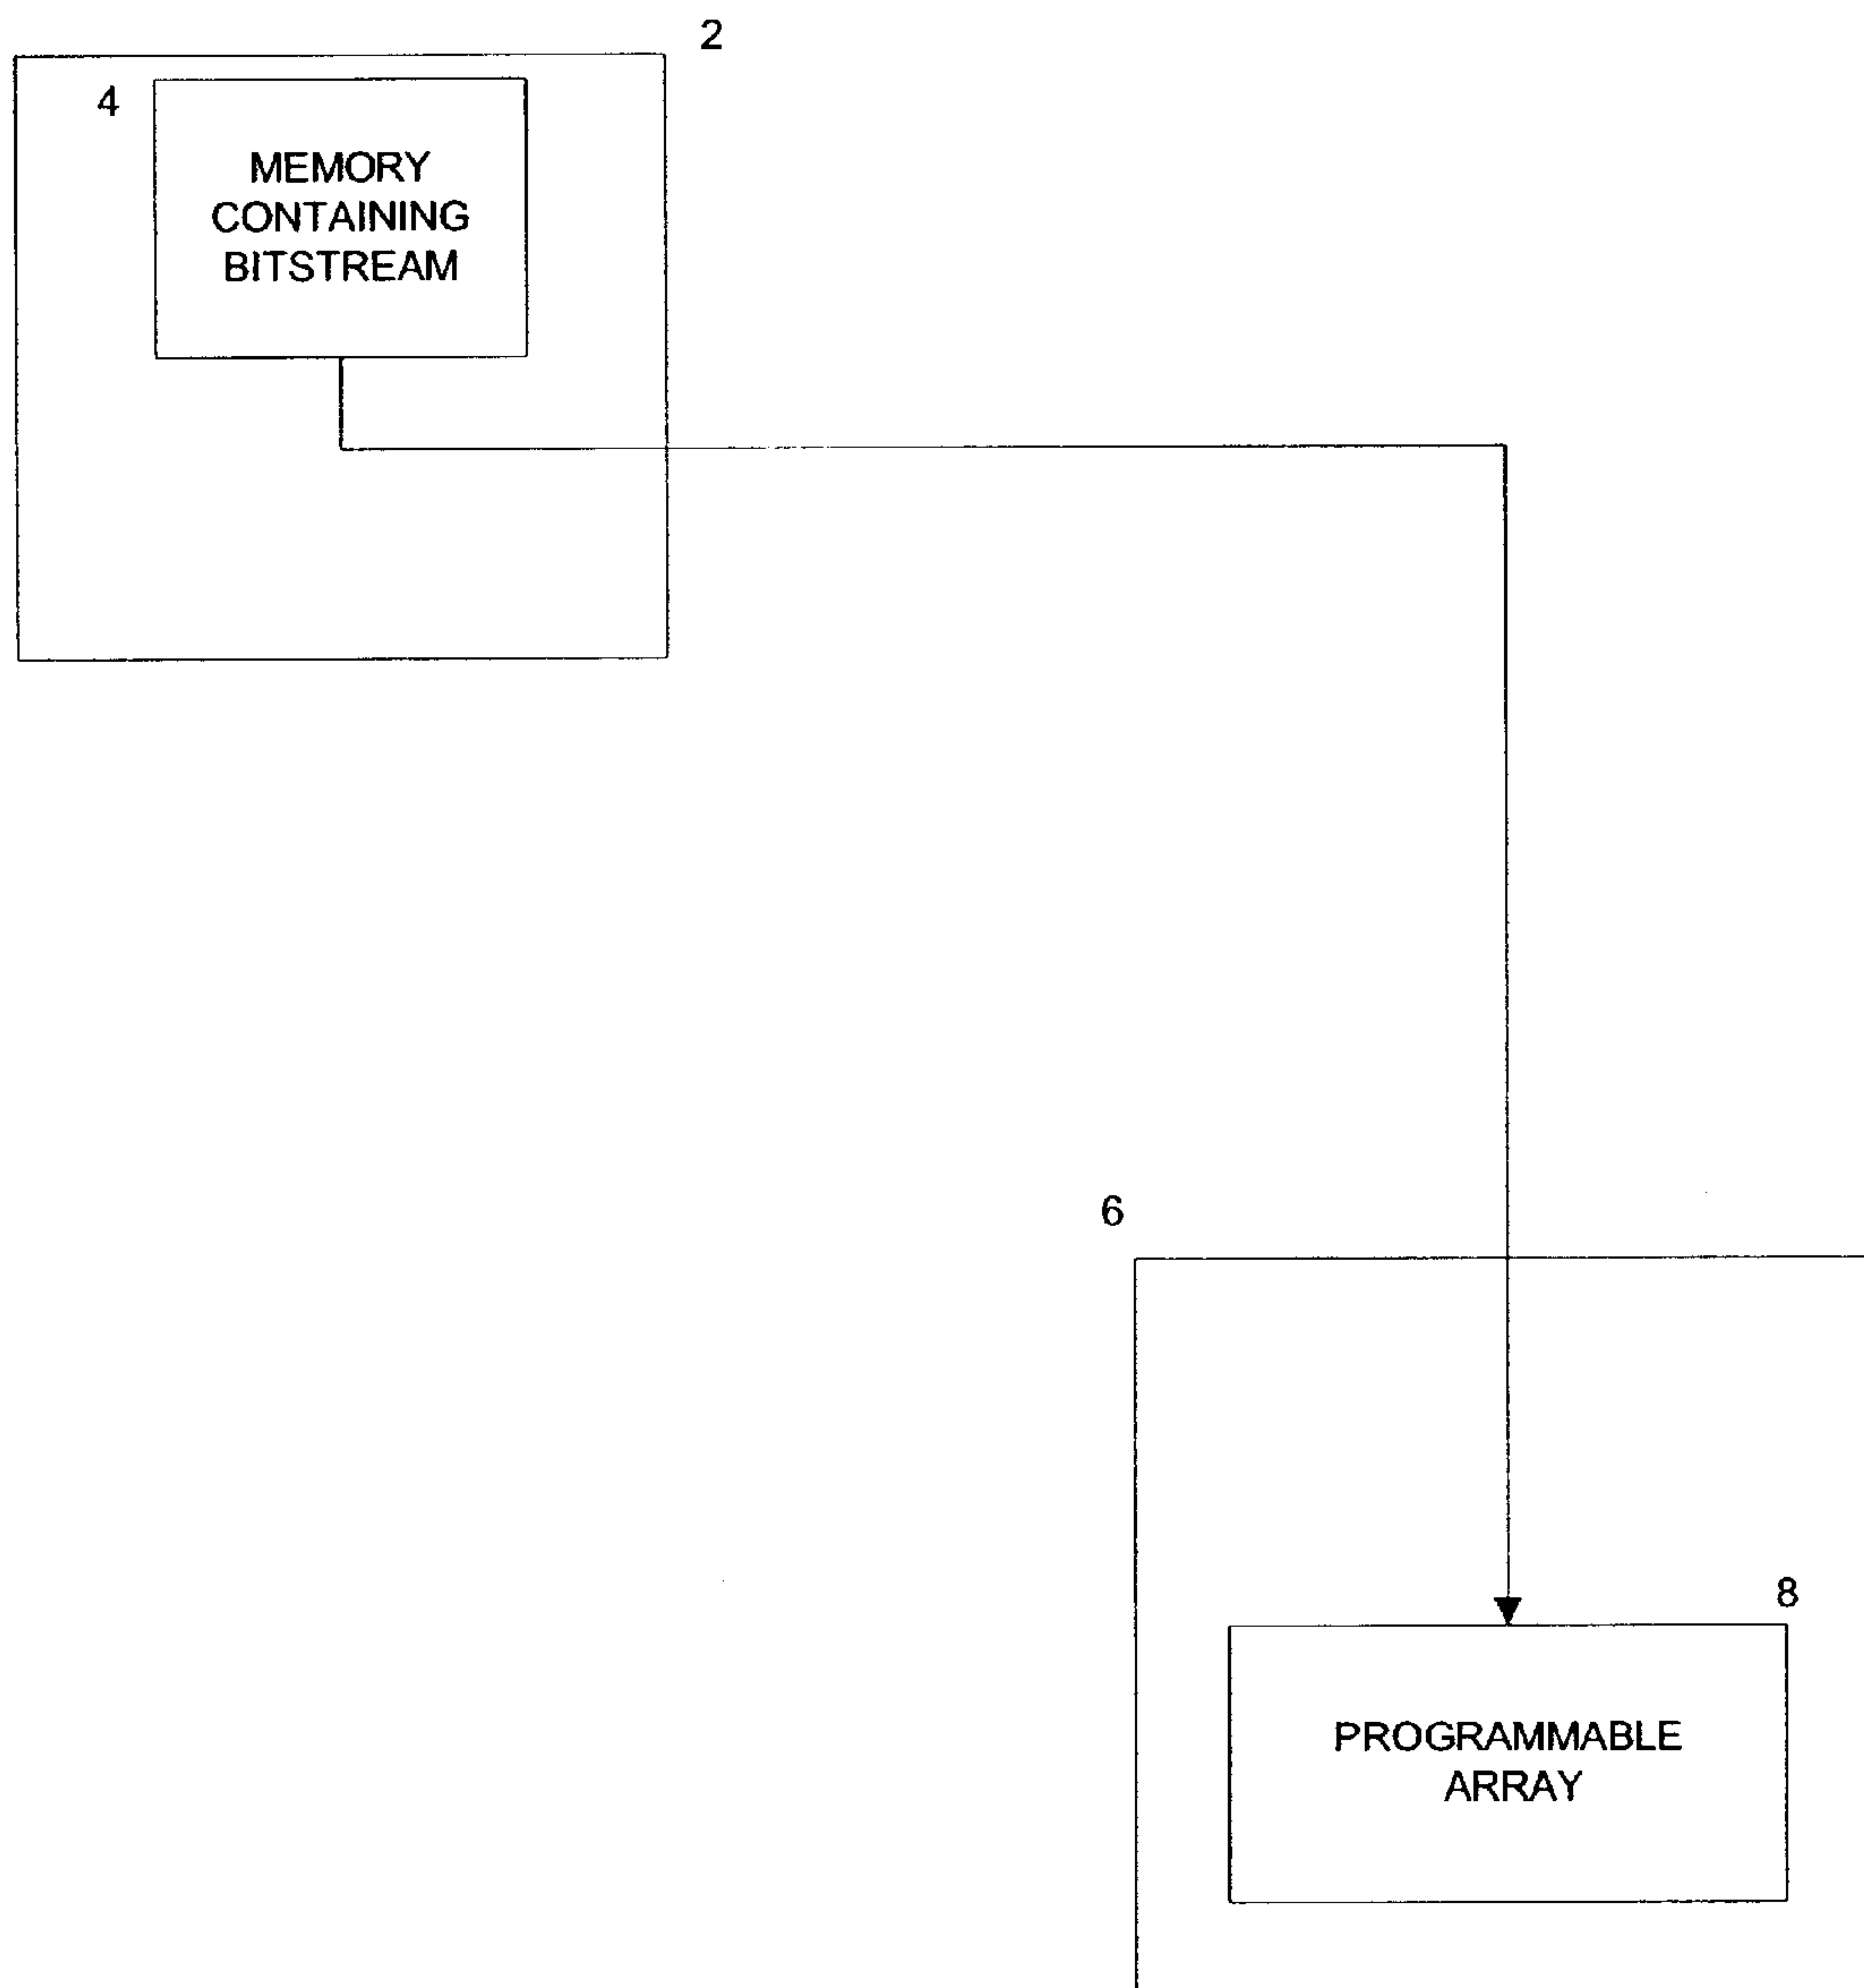 2
4
MEMORY
CONTAINING
BITSTREAM
6
8
PROGRAMMABLE
ARRAY